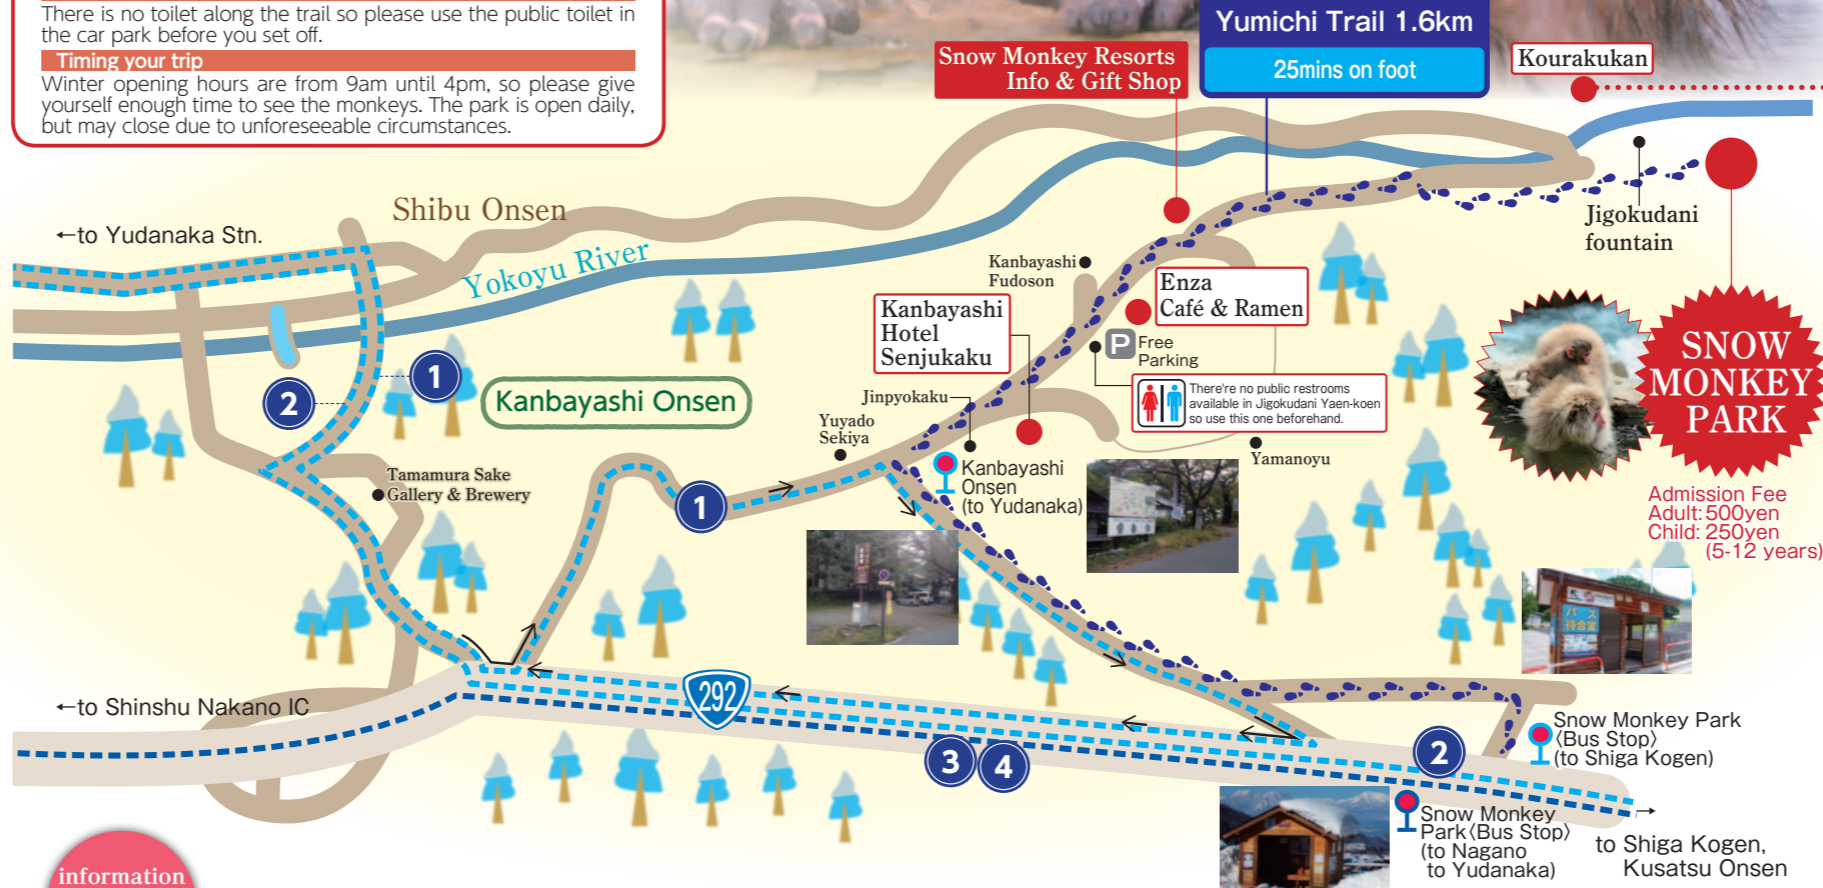 There is no toilet along the trail so please use the public toilet in
the car park before you set off.
Timing your trip
Winter opening hours are from 9am until 4pm, so please give
yourself enough time to see the monkeys. The park is open daily,
but may close due to unforeseeable circumstances.
Yumichi Trail 1.6km
25mins on foot
Snow Monkey Resorts
Info & Gift Shop
Kourakukan
Shibu Onsen
←to Yudanaka Stn.
Yokoyu River
Jigokudani
fountain
Kanbayashi
Fudoson
Enza
Café & Ramen
Kanbayashi
Hotel
Senjukaku
P Free
Parking
There're no public restrooms
available in Jigokudani Yaen-koen
so use this one beforehand.
SNOW
MONKEY
PARK
1
2
Kanbayashi Onsen
Jinpyokaku
Yuyado
Sekiya
Yamanoyu
Kanbayashi
Onsen
(to Yudanaka)
Tamamura Sake
Gallery & Brewery
1
Admission Fee
Adult: 500yen
Child: 250yen
(5-12 years)
バス
待合室
←to Shinshu Nakano IC
292
3
4
2
Snow Monkey Park
〈Bus Stop〉
(to Shiga Kogen)
Snow Monkey
Park〈Bus Stop〉
(to Nagano
to Yudanaka)
to Shiga Kogen,
Kusatsu Onsen
information